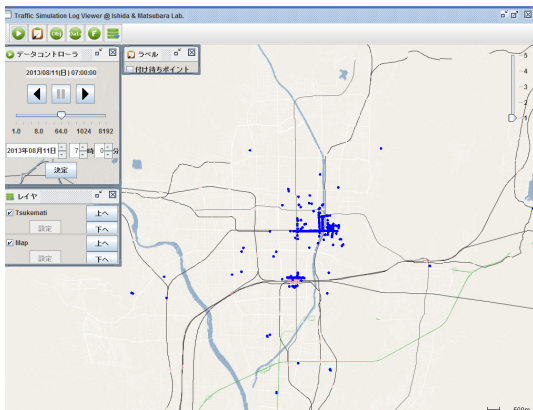 Traffic Simulation Log Viewer @ Ishida & Matsubara Lab.
Obj
Data
F
データコントローラ
2013/08/11(日) 07:00:00
1.0 8.0 64.0 1024 8192
2013年08月11日 7 時 0 分
決定
ラベル
付け待ちポイント
5
4
3
2
1
レイヤ
Tsukemati
上へ
設定
下へ
Map
上へ
設定
下へ
500m